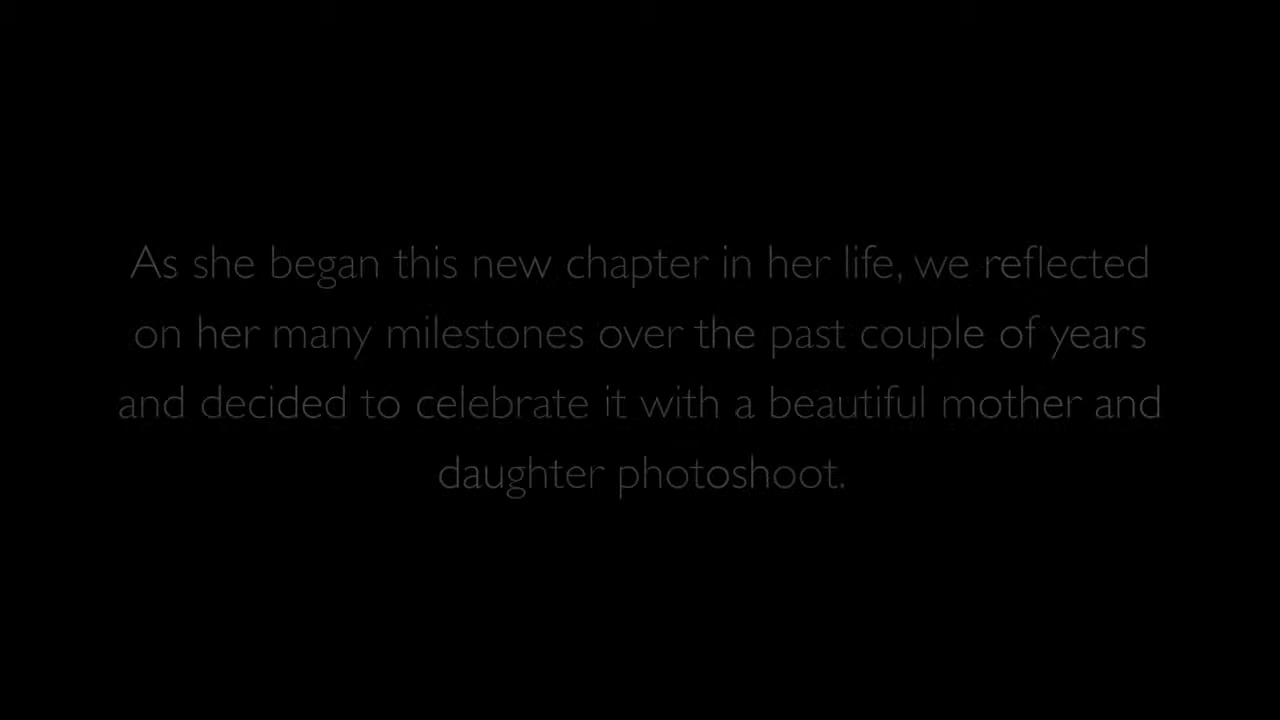 As she began this new chapter in her life, we reflected
on her many milestones over the past couple of years
and decided to celebrate it with a beautiful mother and
daughter photoshoot.